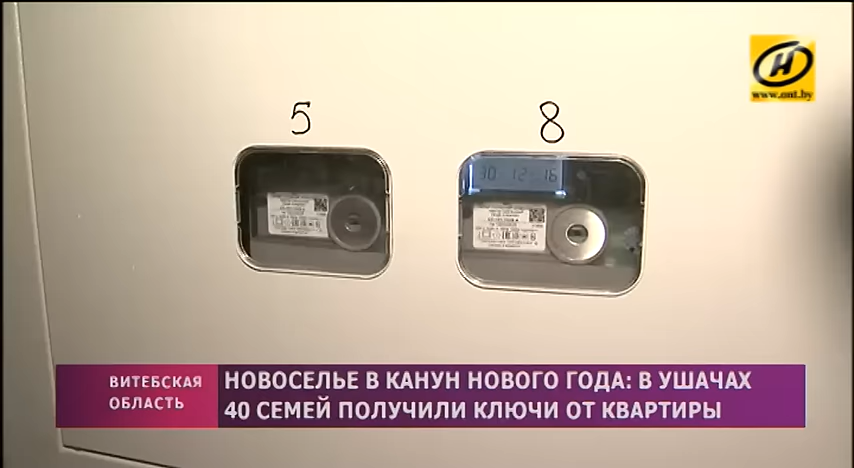 5
8
Н
www.ont.by
30 12 16
ВИТЕБСКАЯ
ОБЛАСТЬ
НОВОСЕЛЬЕ В КАНУН НОВОГО ГОДА: В УШАЧАХ
40 СЕМЕЙ ПОЛУЧИЛИ КЛЮЧИ ОТ КВАРТИРЫ